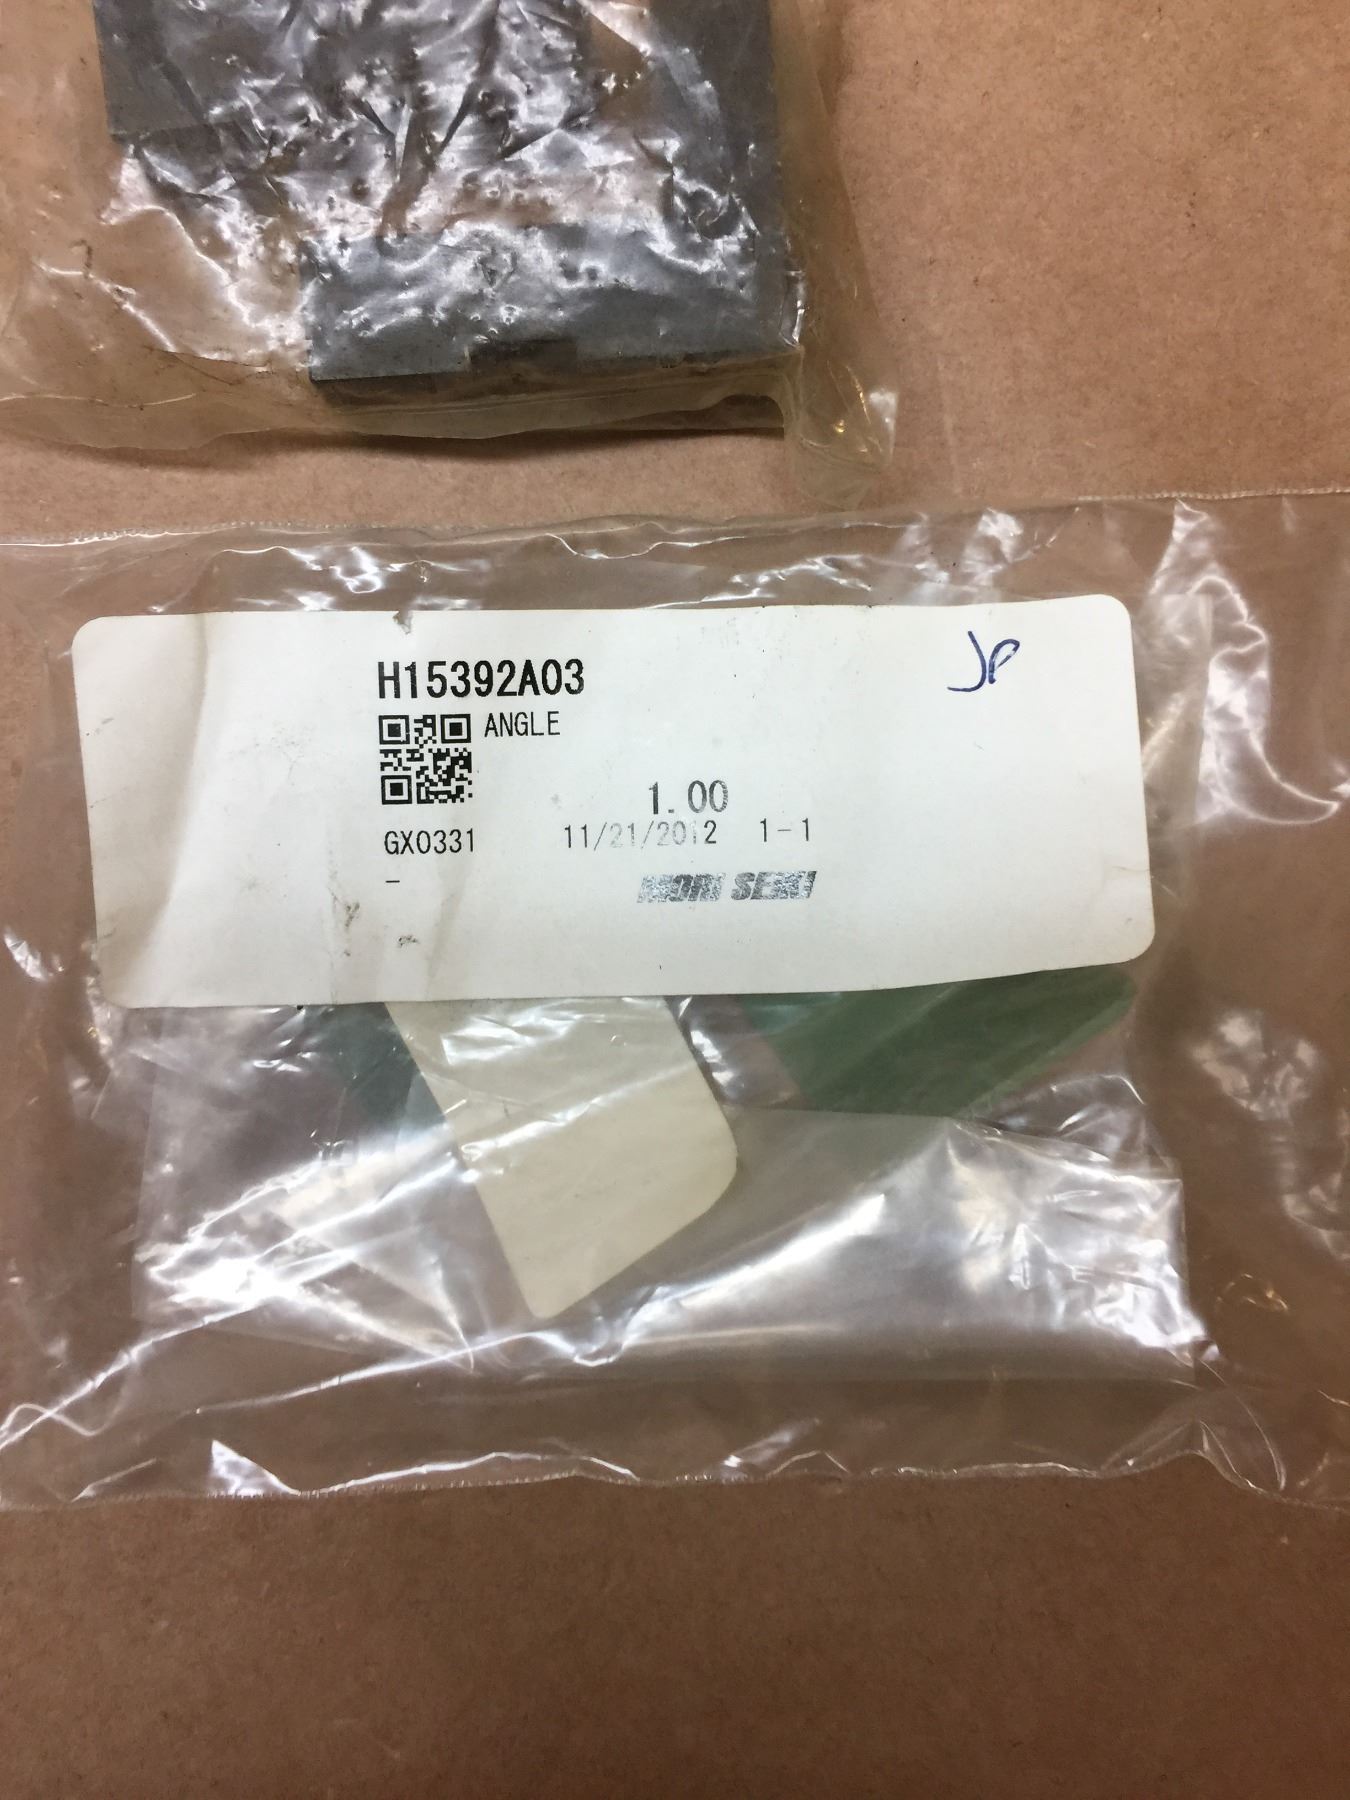 H15392A03
JP
ANGLE
1.00
GX0331 11/21/2012 1-1
-
MORI SEIKI